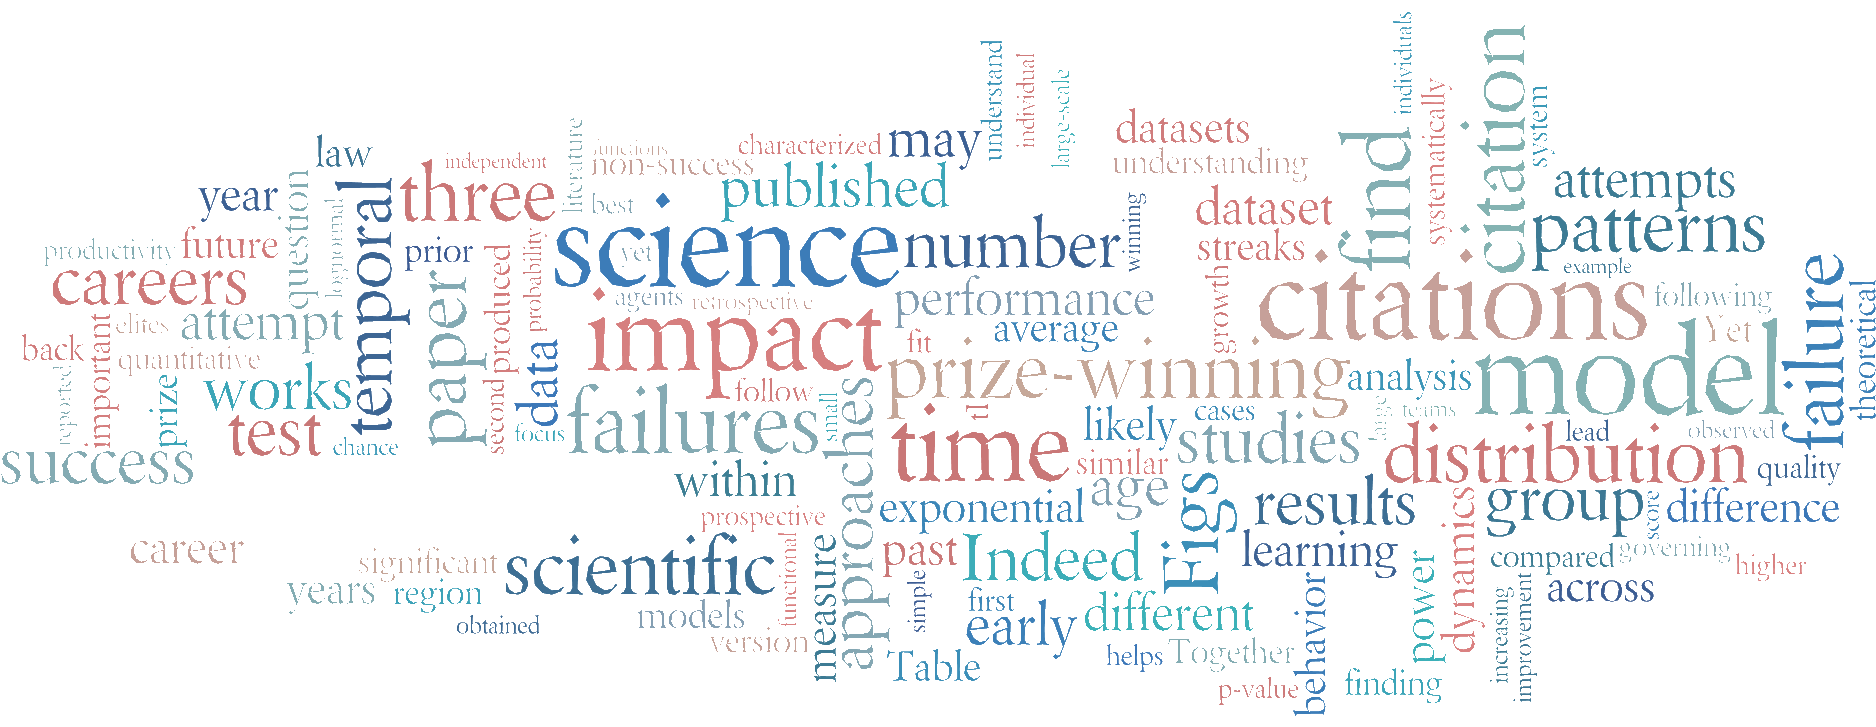 individuals
citation
understand
individual
large-scale
systematically
system
find
datasets
understanding
law
independent
literature
functions
non-success
characterized
may
year
question
longitudinal
temporal
three
best
published
dataset
streaks
attempts
patterns
example
productivity
future
prior
paper
produced
probability
science
yet
number
winning
careers
elites
attempt
agents
retrospective
performance
average
growth
citations
following
Yet
failure
theoretical
back
important
quantitative
impact
fit
reported
prize
works
data
second
follow
prize-winning
analysis
model
test
chance
focus
failures
small
approaches
time
tl
likely
cases
studies
large
teams
lead
observed
success
within
similar
age
distribution
quality
prospective
exponential
Figs
results
group
score
difference
career
significant
scientific
functional
measure
past
Indeed
learning
dynamics
compared
governing
higher
years
region
obtained
models
version
simple
first
early
different
behavior
power
increasing
improvement
across
Table
helps
Together
p-value
finding